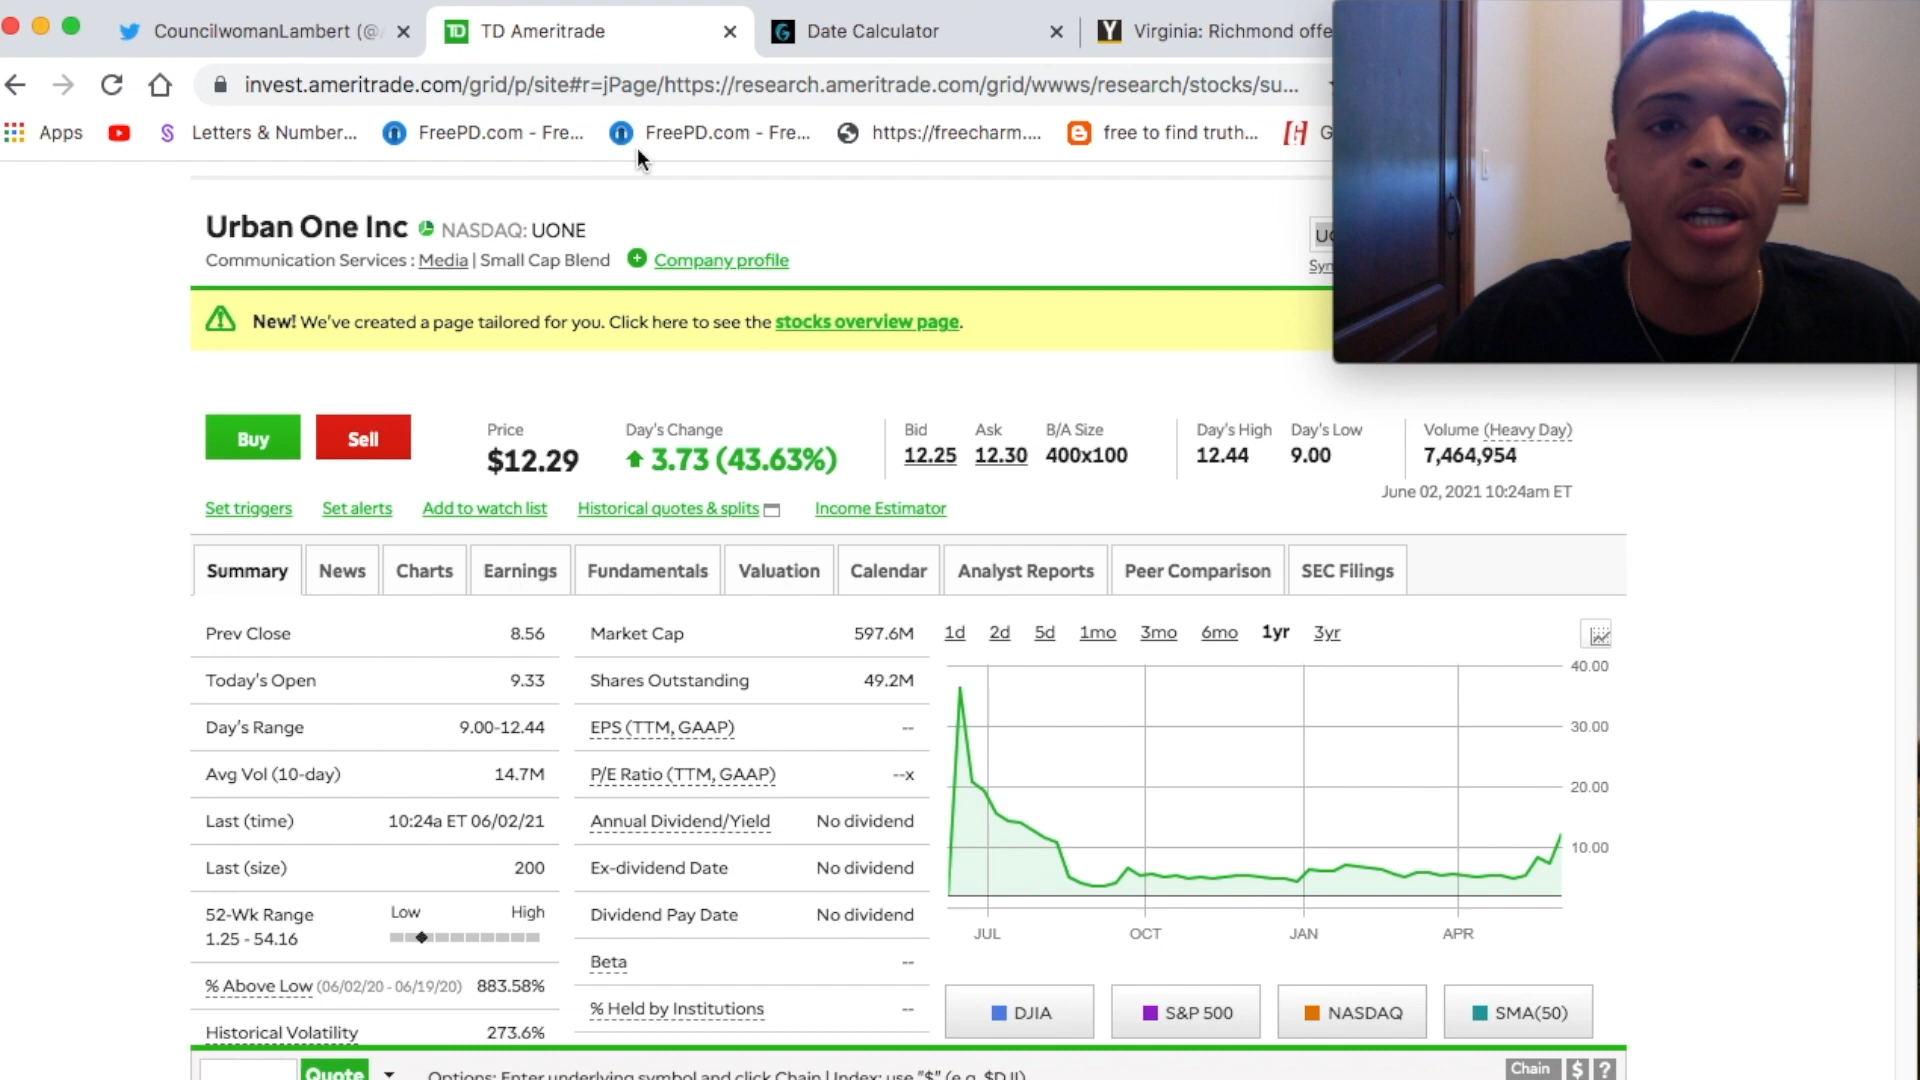 CouncilwomanLambert (@
TD Ameritrade
Date Calculator
Virginia: Richmond offe
invest.ameritrade.com/grid/p/site#r=jPage/https://research.ameritrade.com/grid/wwws/research/stocks/su...
Apps
Letters & Number...
FreePD.com - Fre...
FreePD.com - Fre...
https://freecharm....
free to find truth...
G
Urban One Inc NASDAQ: UONE
Communication Services : Media | Small Cap Blend Company profile
Sym
New! We've created a page tailored for you. Click here to see the stocks overview page.
Buy
Sell
Price
$12.29
Day's Change
3.73 (43.63%)
Bid
12.25
Ask
12.30
B/A Size
400x100
Day's High
12.44
Day's Low
9.00
Volume (Heavy Day)
7,464,954
June 02, 2021 10:24am ET
Set triggers
Set alerts
Add to watch list
Historical quotes & splits
Income Estimator
Summary
News
Charts
Earnings
Fundamentals
Valuation
Calendar
Analyst Reports
Peer Comparison
SEC Filings
Prev Close 8.56
Today's Open 9.33
Day's Range 9.00-12.44
Avg Vol (10-day) 14.7M
Last (time) 10:24a ET 06/02/21
Last (size) 200
52-Wk Range Low High
1.25 - 54.16
% Above Low (06/02/20 - 06/19/20) 883.58%
Historical Volatility 273.6%
Market Cap 597.6M
Shares Outstanding 49.2M
EPS (TTM, GAAP) --
P/E Ratio (TTM, GAAP) --x
Annual Dividend/Yield No dividend
Ex-dividend Date No dividend
Dividend Pay Date No dividend
Beta --
% Held by Institutions --
1d 2d 5d 1mo 3mo 6mo 1yr 3yr
40.00
30.00
20.00
10.00
JUL OCT JAN APR
DJIA
S&P 500
NASDAQ
SMA(50)
Quote
Options: Enter underlying symbol and click Chain | Index: use "$" (e.g. $DJI)
Chain $ ?